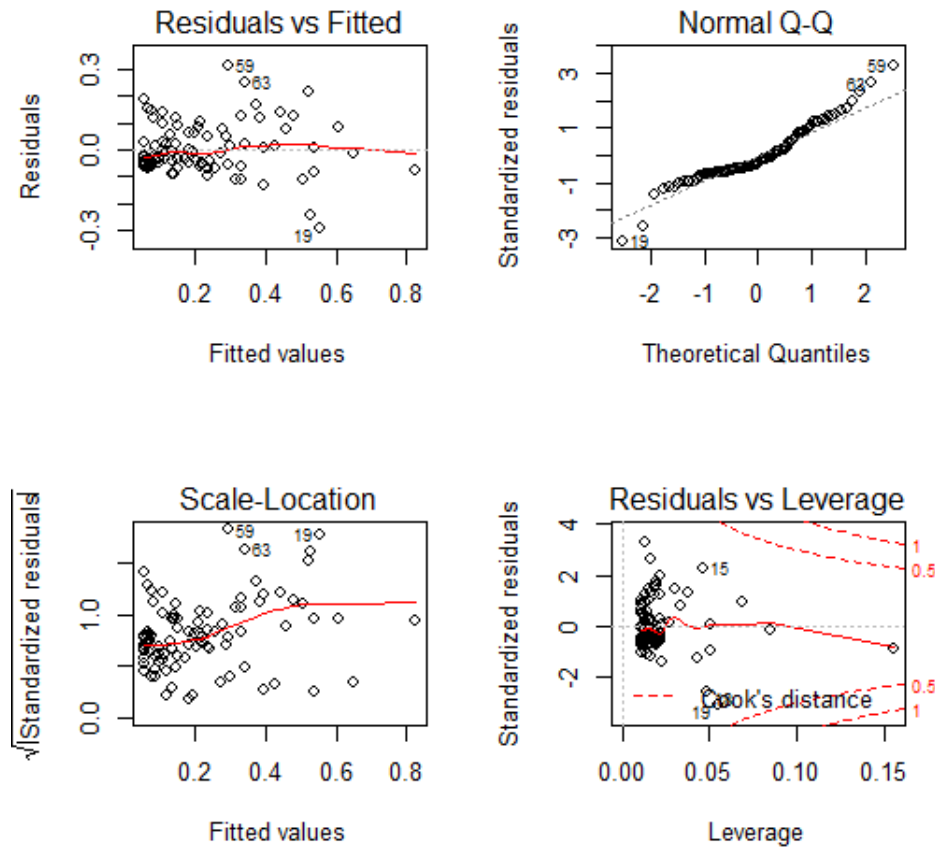 Residuals vs Fitted
Residuals
0.3
0.0
-0.3
59
63
19
0.2 0.4 0.6 0.8
Fitted values
Normal Q-Q
Standardized residuals
3
1
-1
-3
59
63
19
-2 -1 0 1 2
Theoretical Quantiles
Scale-Location
√|Standardized residuals|
1.0
0.0
59
63
19
0.2 0.4 0.6 0.8
Fitted values
Residuals vs Leverage
Standardized residuals
4
2
0
-2
15
19
1
0.5
0.5
1
Cook's distance
0.00 0.05 0.10 0.15
Leverage